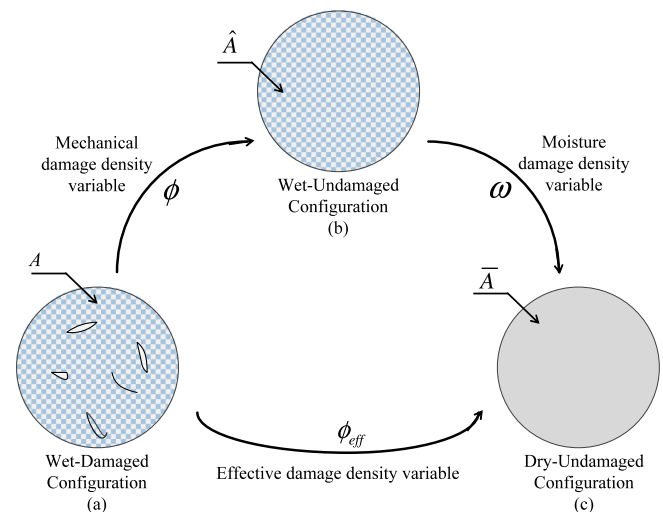 Â
Mechanical
damage density
variable
ϕ
Wet-Undamaged
Configuration
(b)
Moisture
damage density
variable
ω
A
Wet-Damaged
Configuration
(a)
ϕ_eff
Effective damage density variable
A̅
Dry-Undamaged
Configuration
(c)